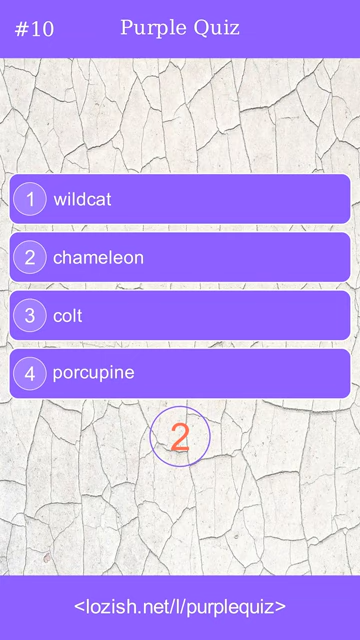 #10 Purple Quiz
1 wildcat
2 chameleon
3 colt
4 porcupine
2
<lozish.net/l/purplequiz>